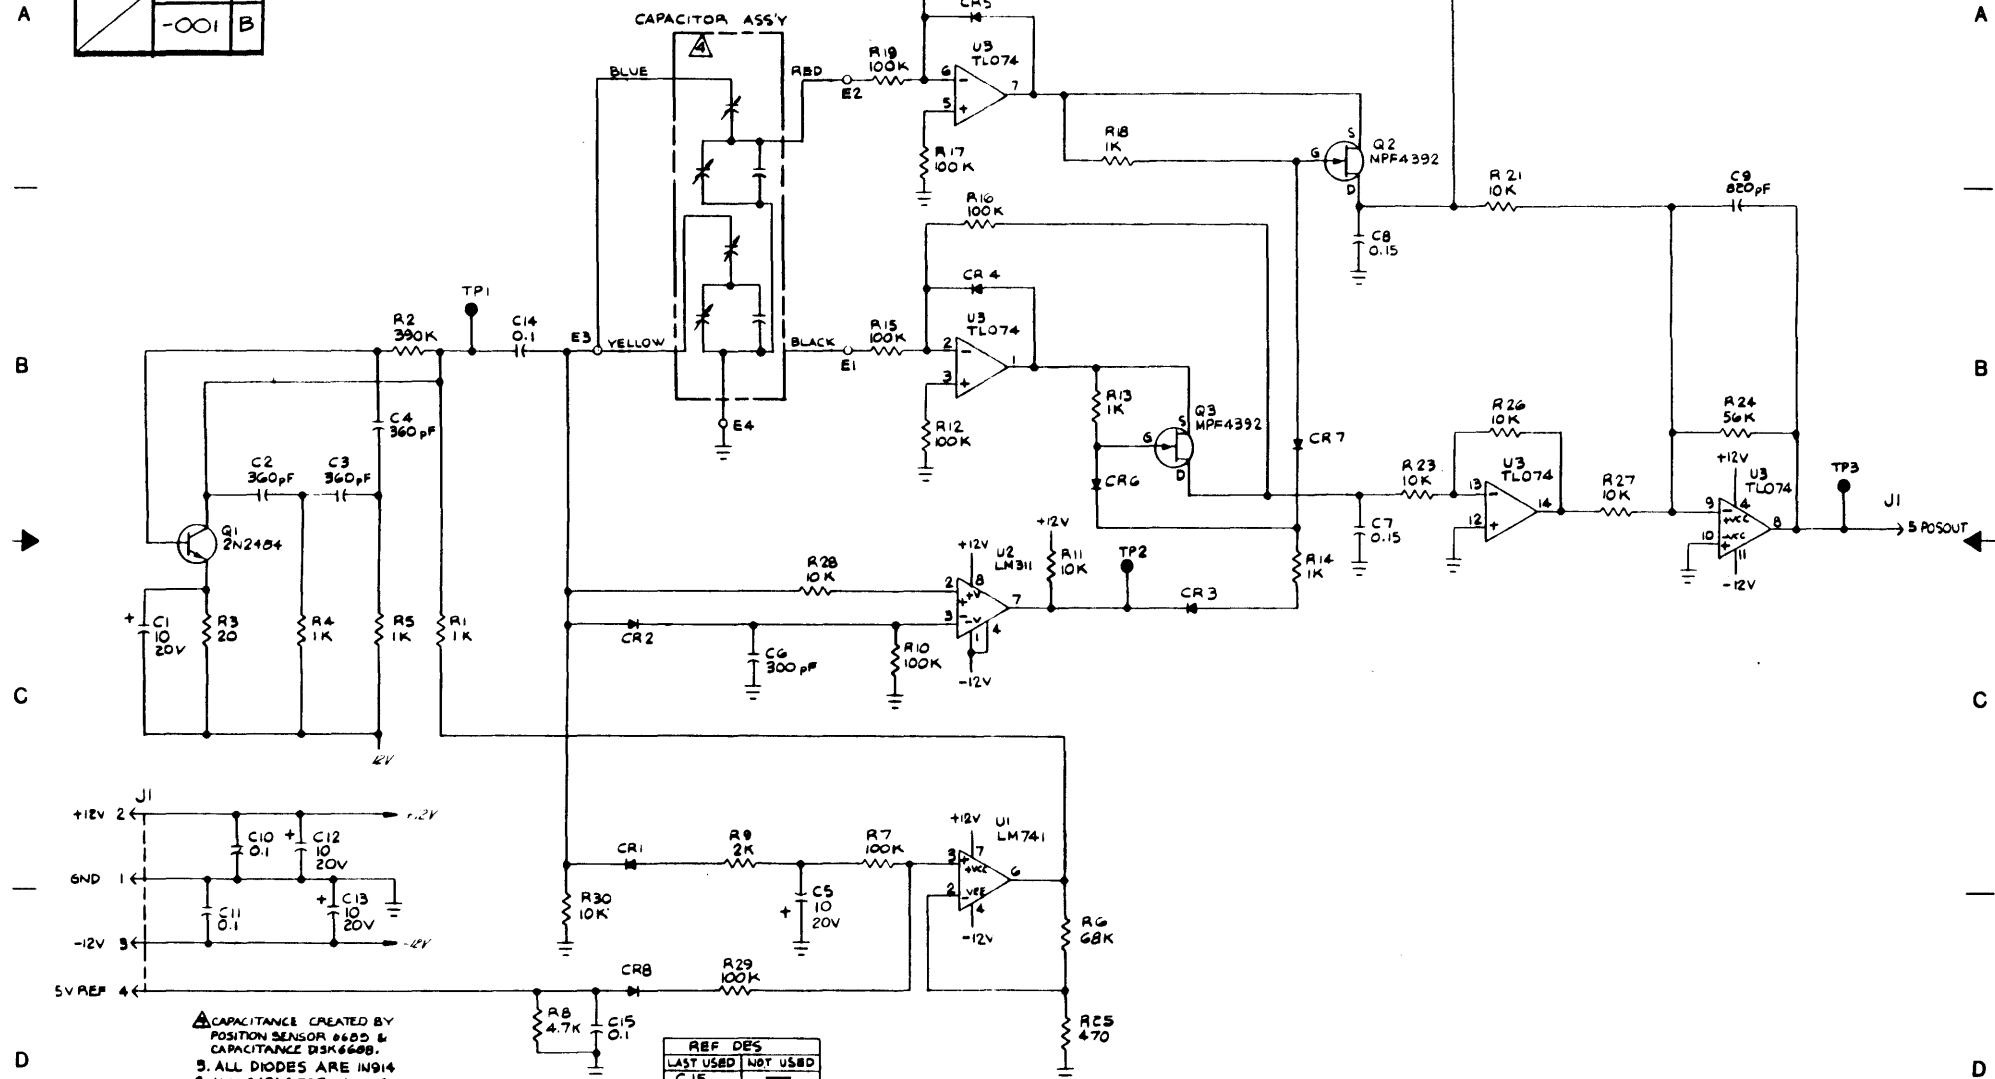 A
A
-001 B
CAPACITOR ASS'Y
4
BLUE
RED
E2
R19
100K
CR5
U3
TL074
6
5
7
R17
100K
R18
1K
G
S
D
Q2
MPF4392
R21
10K
C9
820pF
C8
0.15
R16
100K
CR4
U3
TL074
TP1
R2
390K
C14
0.1
E3
YELLOW
BLACK
E1
R15
100K
2
3
1
B
B
R12
100K
R13
1K
Q3
MPF4392
G
S
D
CR6
CR7
E4
C4
360pF
C2
360pF
C3
360pF
Q1
2N2484
R26
10K
R23
10K
U3
TL074
13
12
14
R27
10K
R24
56K
+12V
U3
TL074
9
4
+VCC
-VCC
10
11
8
-12V
TP3
J1
5 POSOUT
C7
0.15
R14
1K
R28
10K
+12V
U2
LM311
2
8
+V
3
-V
1
4
7
-12V
+12V
R11
10K
TP2
CR3
CR2
C6
300pF
R10
100K
C1
10
20V
R3
20
R4
1K
R5
1K
R1
1K
C
C
12V
J1
+12V 2
+12V
C10
0.1
C12
10
20V
GND 1
C11
0.1
C13
10
20V
-12V 3
-12V
5V REF 4
CR1
R9
2K
R7
100K
+12V
U1
LM741
3
7
+VCC
2
VEE
4
6
-12V
R30
10K
C5
10
20V
R6
68K
CR8
R29
100K
R8
4.7K
C15
0.1
R25
470
4 CAPACITANCE CREATED BY
POSITION SENSOR 6685 &
CAPACITANCE DISK 6688.
3. ALL DIODES ARE IN914
REF DES
LAST USED NOT USED
C15
D
D